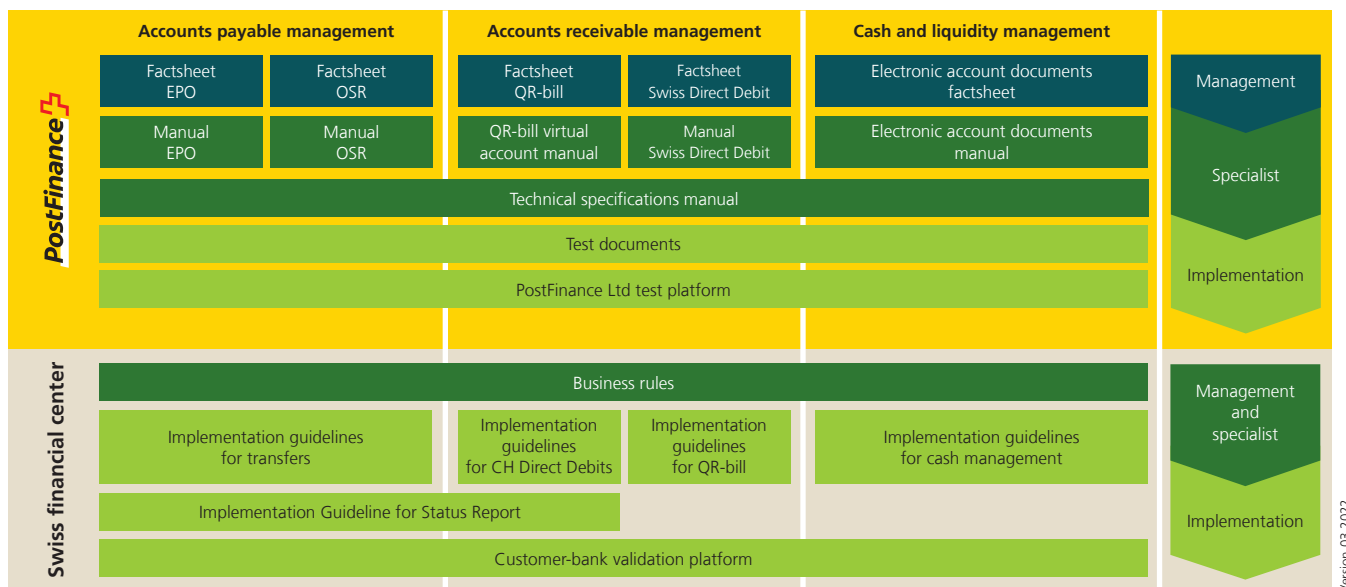 Accounts payable management
Accounts receivable management
Cash and liquidity management
Factsheet
EPO
Factsheet
OSR
Factsheet
QR-bill
Factsheet
Swiss Direct Debit
Electronic account documents
factsheet
Management
PostFinance
Manual
EPO
Manual
OSR
QR-bill virtual
account manual
Manual
Swiss Direct Debit
Electronic account documents
manual
Specialist
Technical specifications manual
Test documents
Implementation
PostFinance Ltd test platform
Swiss financial center
Business rules
Management
and
specialist
Implementation guidelines
for transfers
Implementation
guidelines
for CH Direct Debits
Implementation
guidelines
for QR-bill
Implementation guidelines
for cash management
Implementation Guideline for Status Report
Implementation
Customer-bank validation platform
Version 03.2022